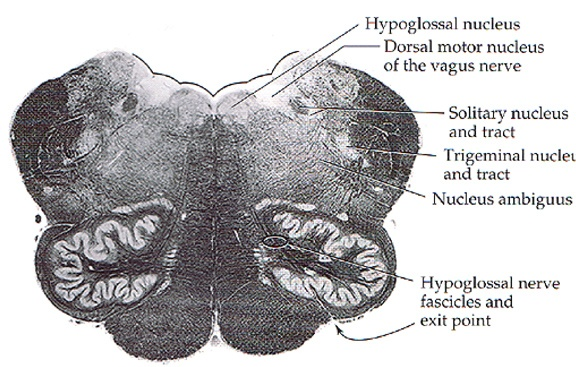 Hypoglossal nucleus
Dorsal motor nucleus
of the vagus nerve
Solitary nucleus
and tract
Trigeminal nucleu
and tract
Nucleus ambiguus
Hypoglossal nerve
fascicles and
exit point